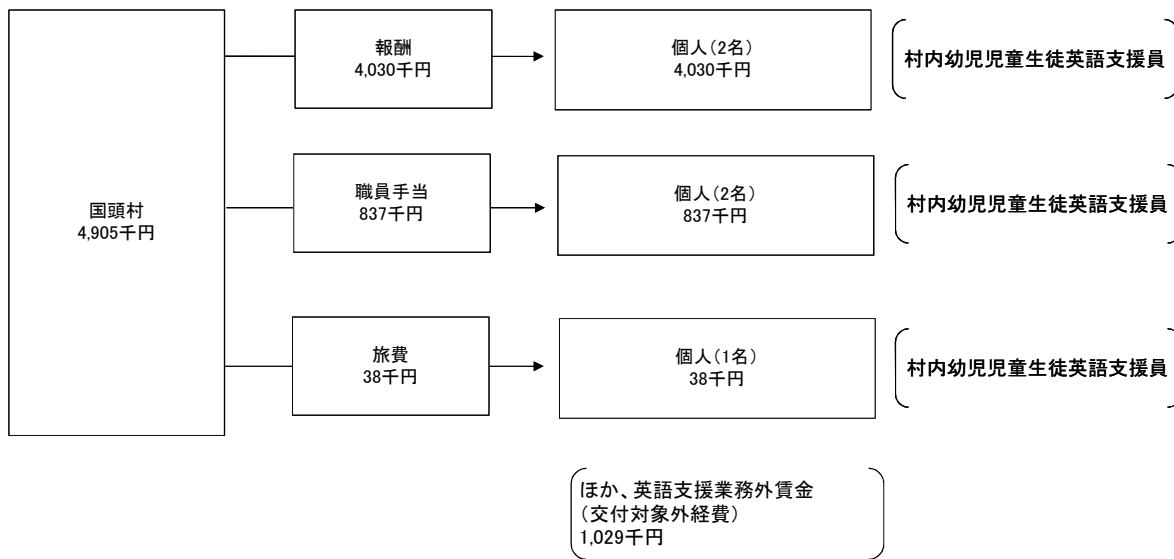 国頭村
4,905千円
報酬
4,030千円
個人(2名)
4,030千円
村内幼児児童生徒英語支援員
職員手当
837千円
個人(2名)
837千円
村内幼児児童生徒英語支援員
旅費
38千円
個人(1名)
38千円
村内幼児児童生徒英語支援員
ほか、英語支援業務外賃金
(交付対象外経費)
1,029千円